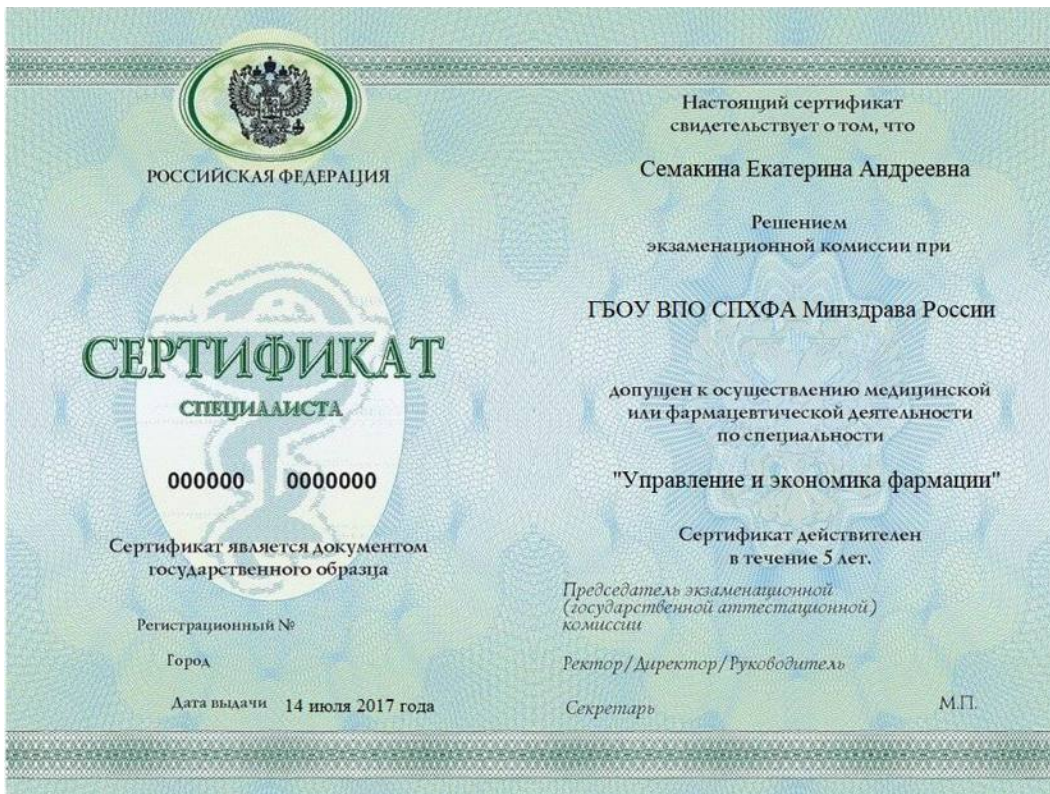 РОССИЙСКАЯ ФЕДЕРАЦИЯ
СЕРТИФИКАТ
СПЕЦИАЛИСТА
000000 0000000
Сертификат является документом
государственного образца
Регистрационный №
Город
Дата выдачи 14 июля 2017 года
Настоящий сертификат
свидетельствует о том, что
Семакина Екатерина Андреевна
Решением
экзаменационной комиссии при
ГБОУ ВПО СПХФА Минздрава России
допущен к осуществлению медицинской
или фармацевтической деятельности
по специальности
"Управление и экономика фармации"
Сертификат действителен
в течение 5 лет.
Председатель экзаменационной
(государственной аттестационной)
комиссии
Ректор/Директор/Руководитель
Секретарь
М.П.